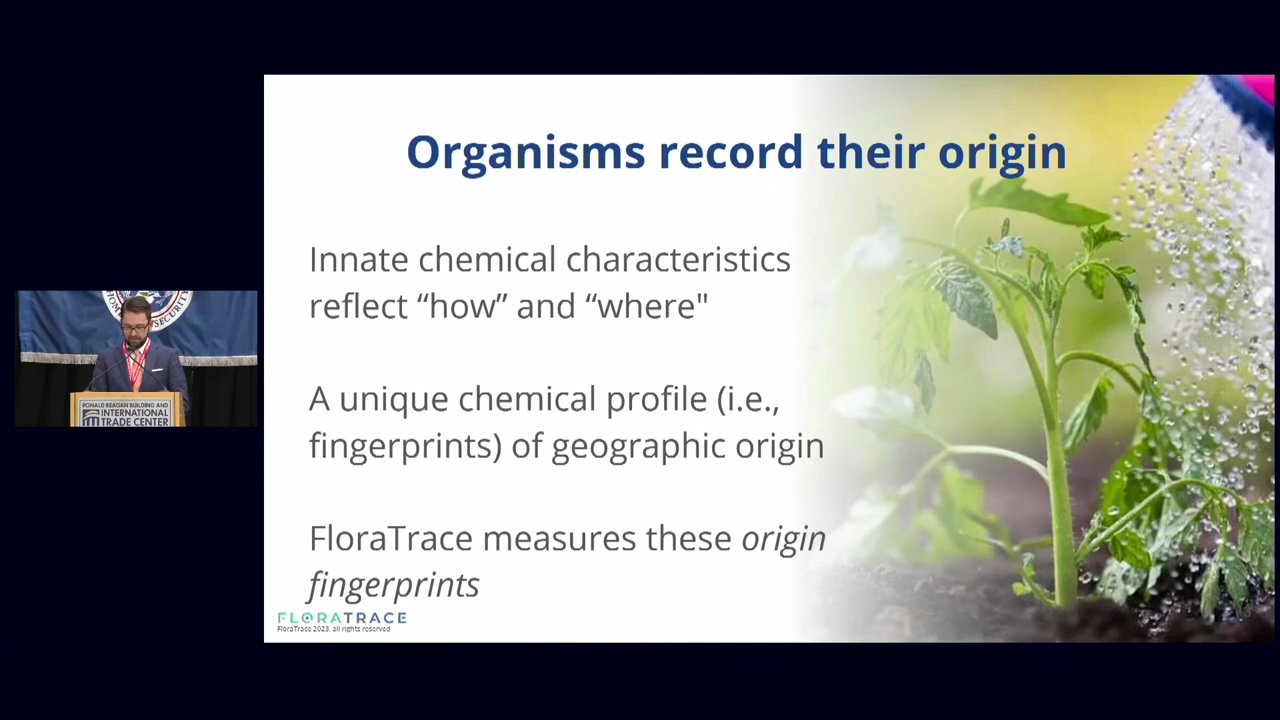 Organisms record their origin
Innate chemical characteristics
reflect “how” and “where"
A unique chemical profile (i.e.,
fingerprints) of geographic origin
FloraTrace measures these origin
fingerprints
FLORATRACE
FloraTrace 2023. all rights reserved
SECURITY
RONALD REAGAN BUILDING AND
INTERNATIONAL
TRADE CENTER